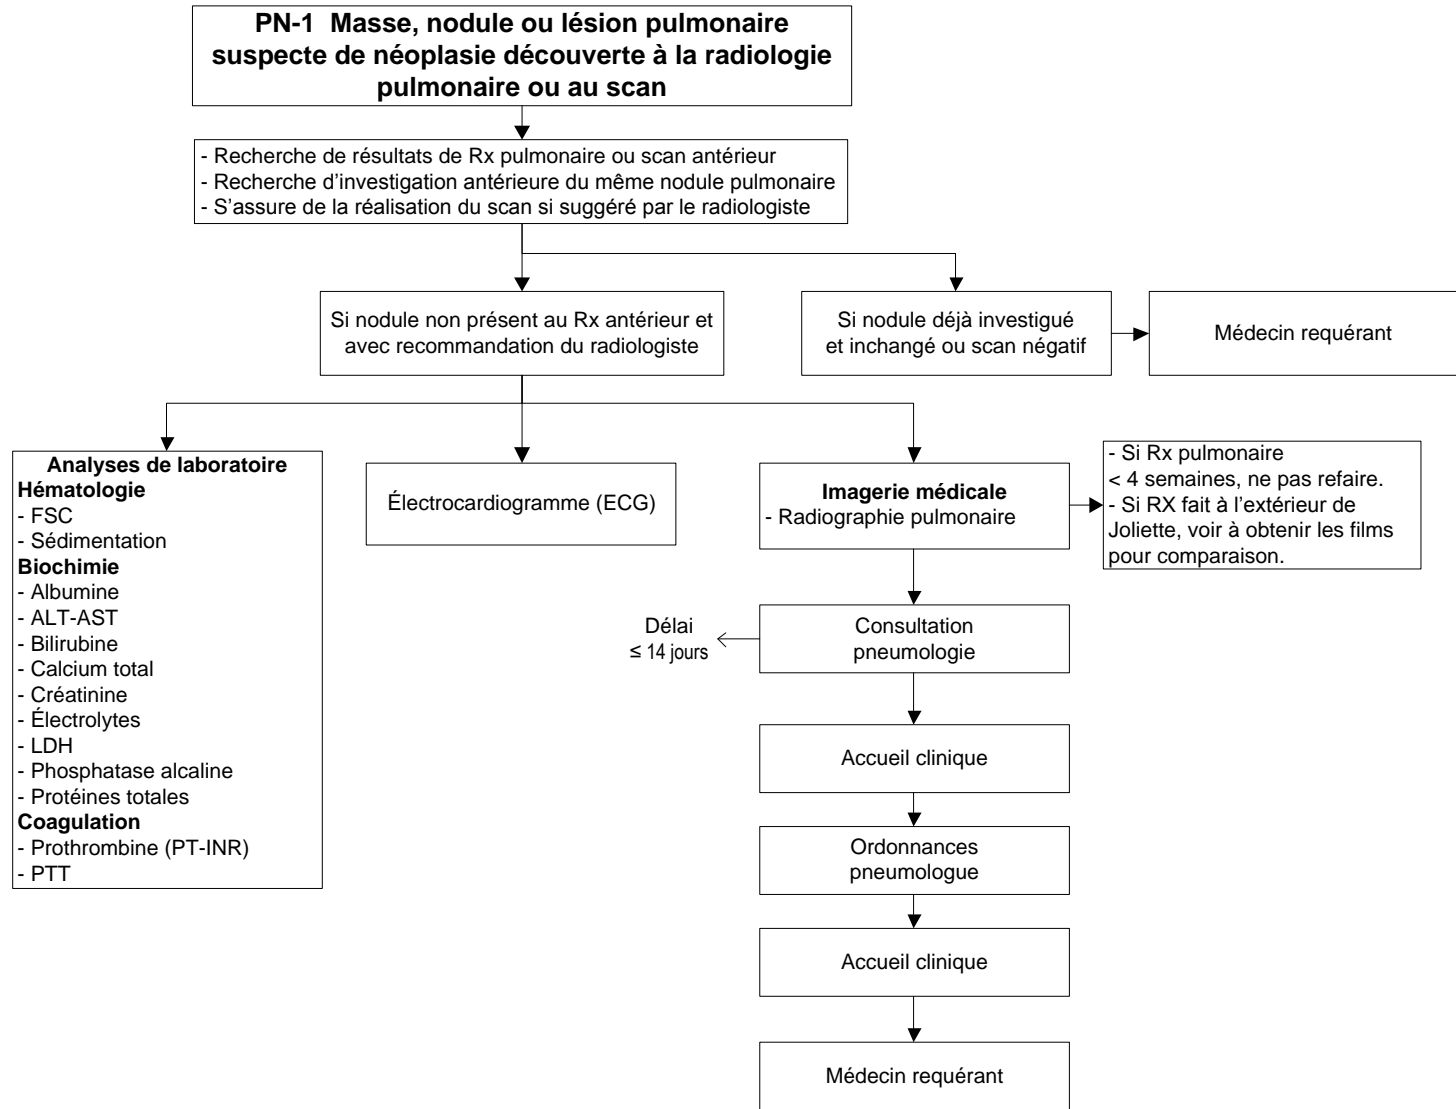 PN-1  Masse, nodule ou lésion pulmonaire
suspecte de néoplasie découverte à la radiologie
pulmonaire ou au scan
- Recherche de résultats de Rx pulmonaire ou scan antérieur
- Recherche d’investigation antérieure du même nodule pulmonaire
- S’assure de la réalisation du scan si suggéré par le radiologiste
Si nodule non présent au Rx antérieur et
avec recommandation du radiologiste
Si nodule déjà investigué
et inchangé ou scan négatif
Médecin requérant
Analyses de laboratoire
Hématologie
- FSC
- Sédimentation
Biochimie
- Albumine
- ALT-AST
- Bilirubine
- Calcium total
- Créatinine
- Électrolytes
- LDH
- Phosphatase alcaline
- Protéines totales
Coagulation
- Prothrombine (PT-INR)
- PTT
Électrocardiogramme (ECG)
Imagerie médicale
- Radiographie pulmonaire
- Si Rx pulmonaire
< 4 semaines, ne pas refaire.
- Si RX fait à l’extérieur de
Joliette, voir à obtenir les films
pour comparaison.
Délai
≤ 14 jours
Consultation
pneumologie
Accueil clinique
Ordonnances
pneumologue
Accueil clinique
Médecin requérant